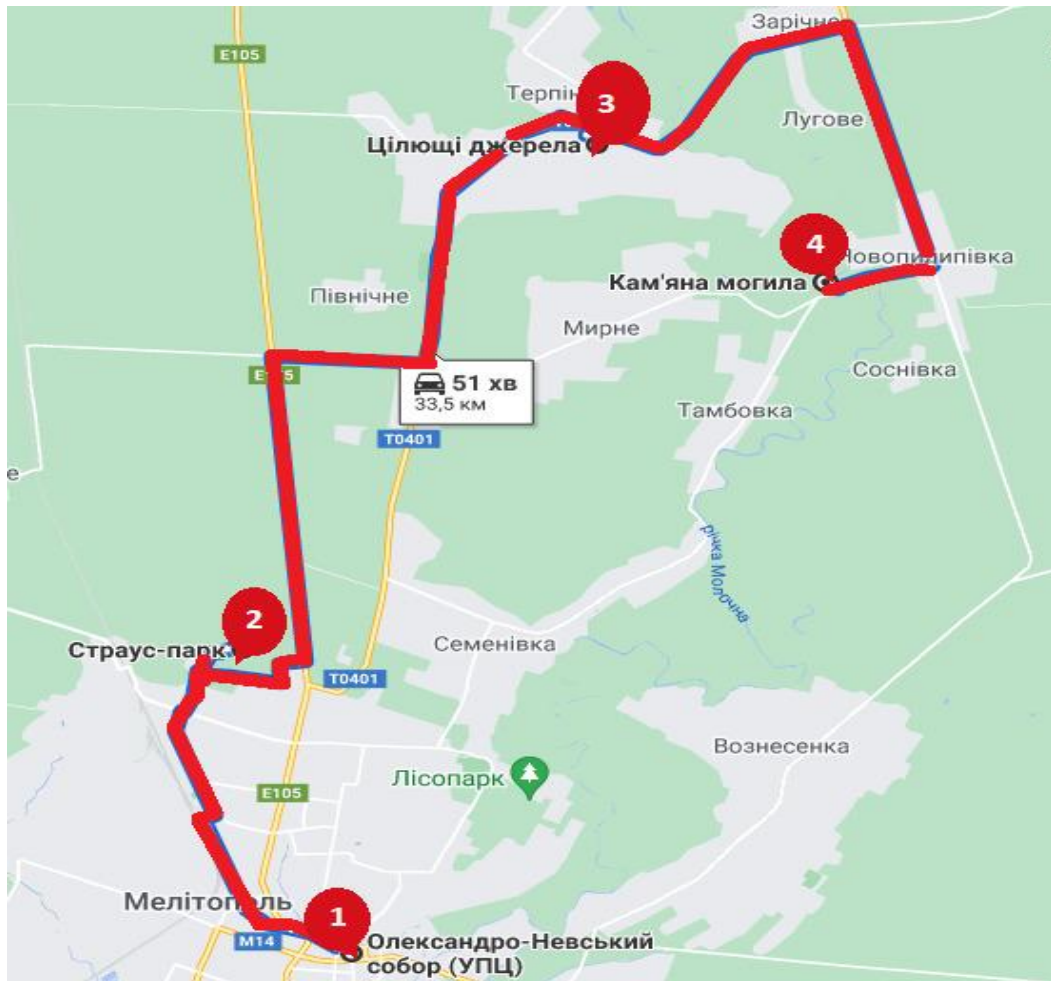 Зарічне
E105
Терпін
3
Лугове
Цілющі джерела
4
Новопилипівка
Кам'яна могила
Північне
Мирне
51 хв
33,5 км
Соснівка
Тамбовка
T0401
річка Молочна
2
Семенівка
Страус-парк
T0401
Вознесенка
Лісопарк
E105
Мелітополь
1
M14
Олександро-Невський
собор (УПЦ)